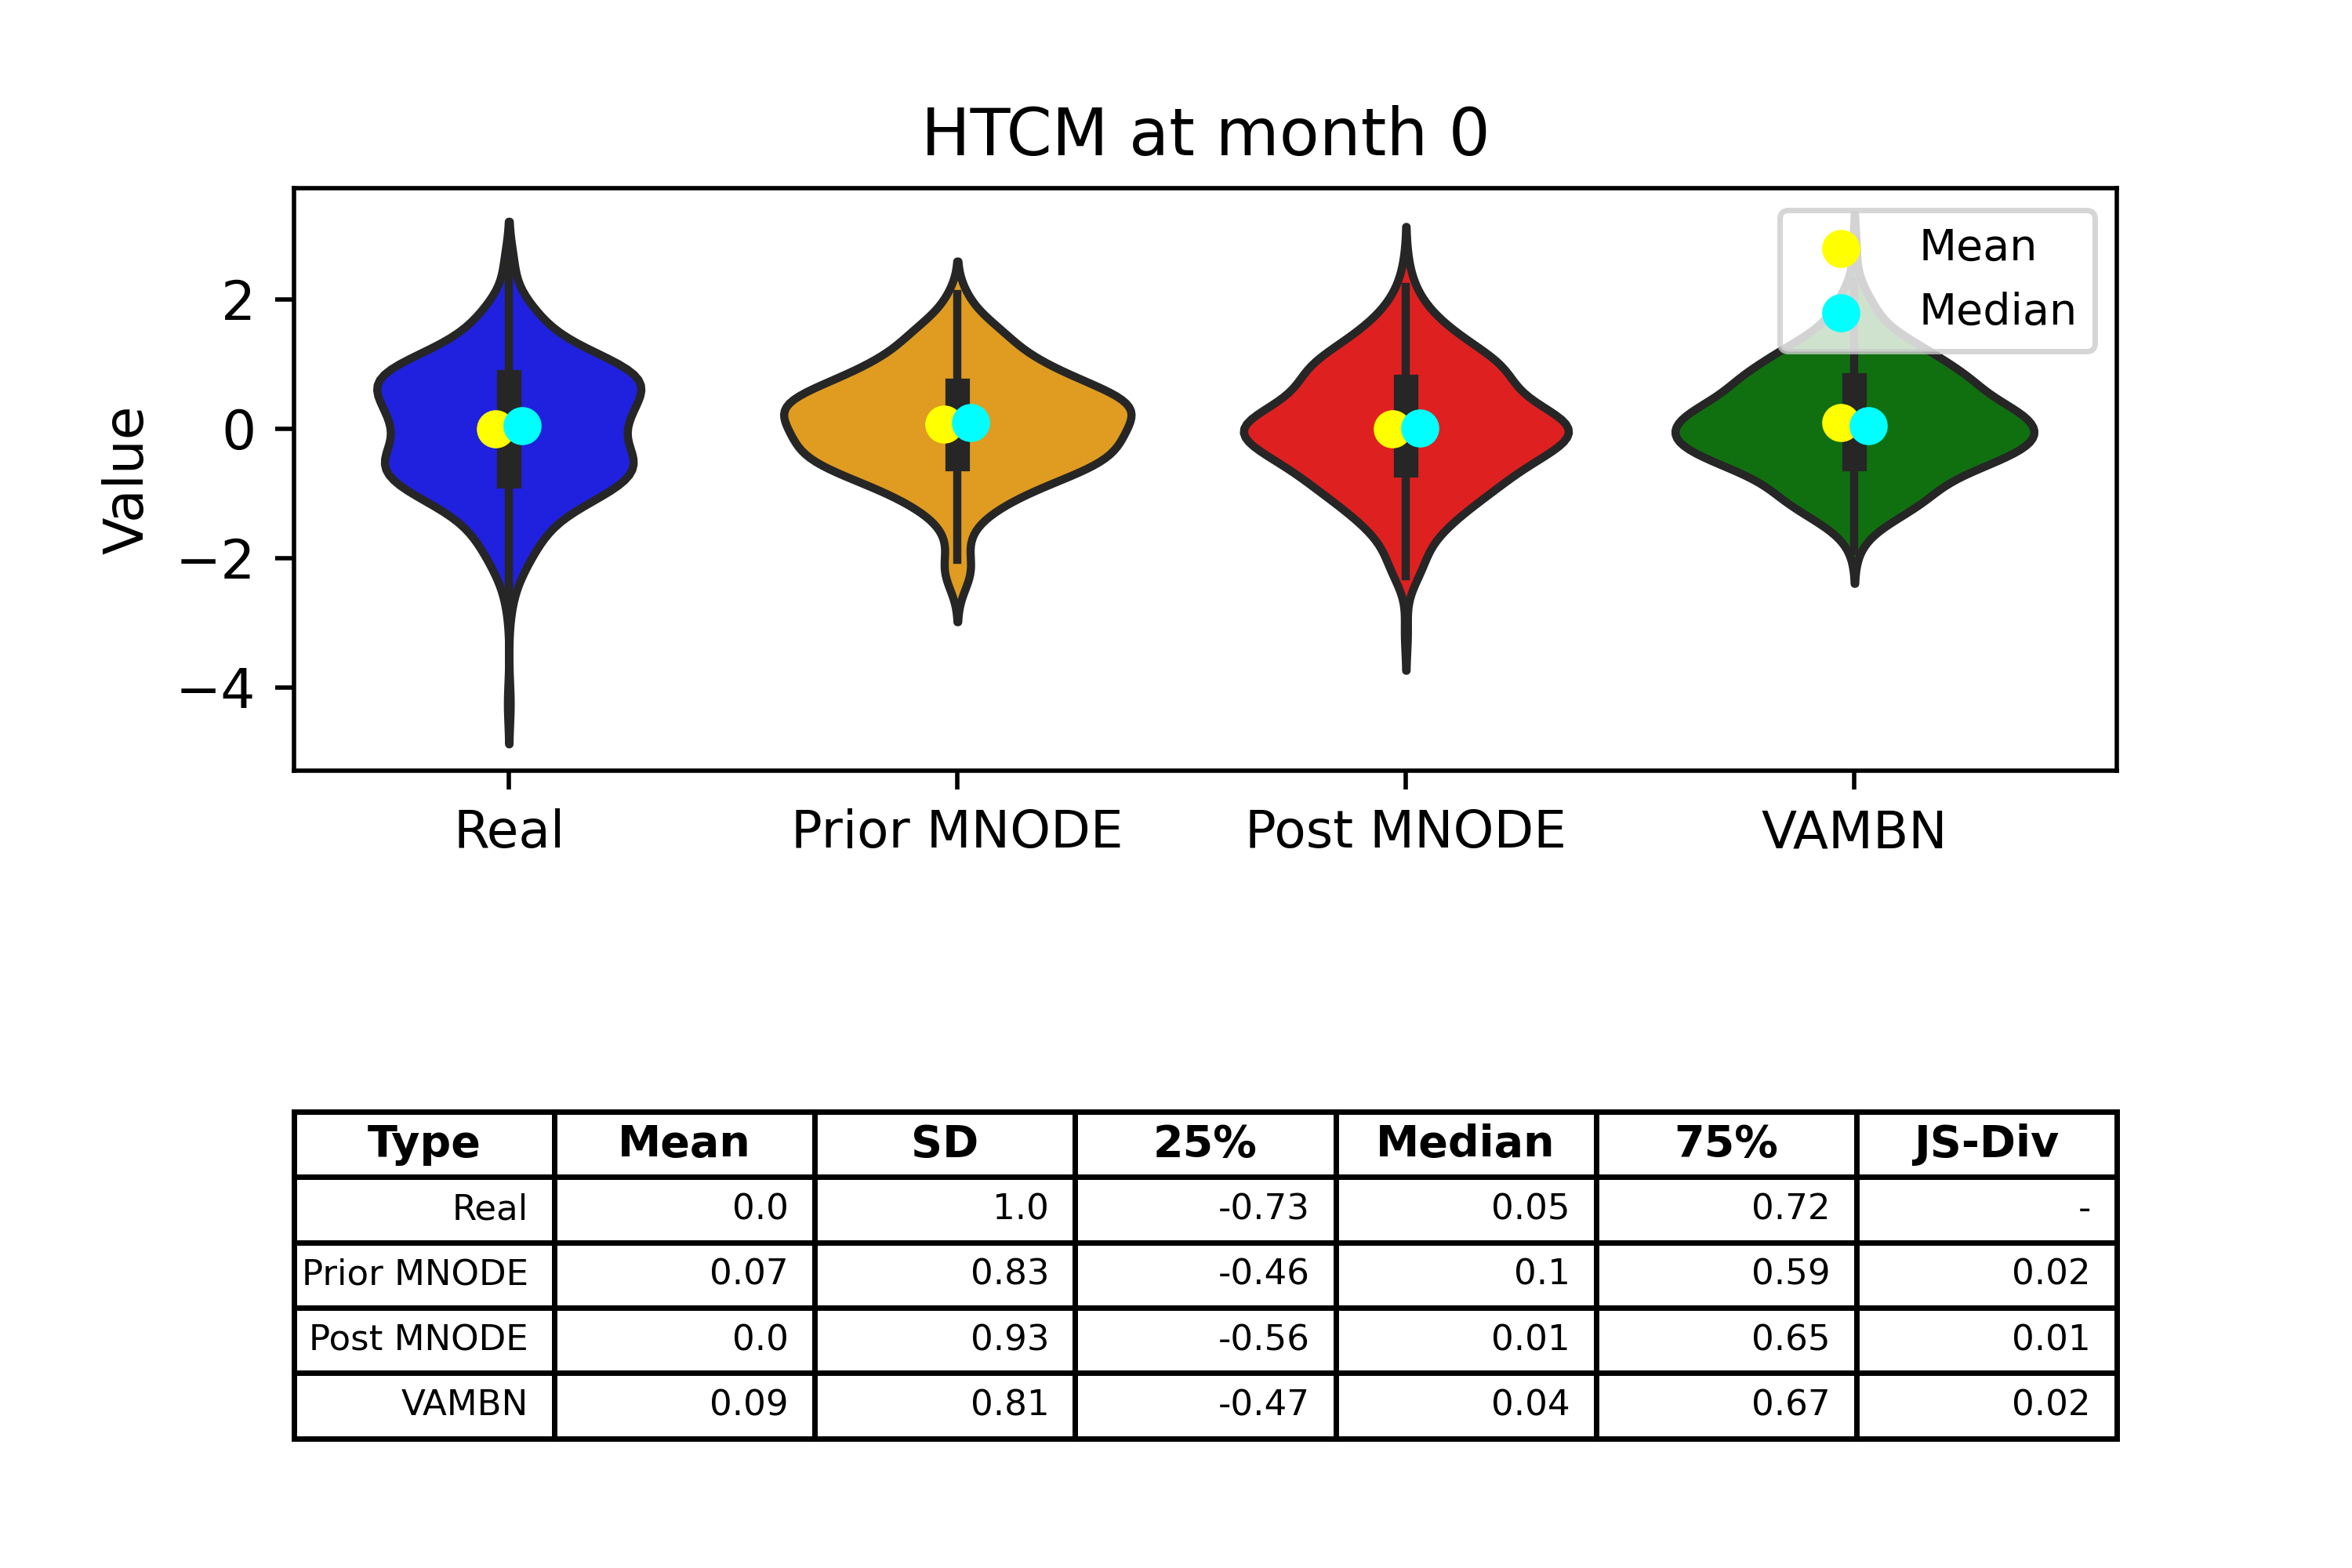 HTCM at month 0
Mean
Median
Value
2
0
−2
−4
Real Prior MNODE Post MNODE VAMBN
Type Mean SD 25% Median 75% JS-Div
Real 0.0 1.0 -0.73 0.05 0.72 -
Prior MNODE 0.07 0.83 -0.46 0.1 0.59 0.02
Post MNODE 0.0 0.93 -0.56 0.01 0.65 0.01
VAMBN 0.09 0.81 -0.47 0.04 0.67 0.02